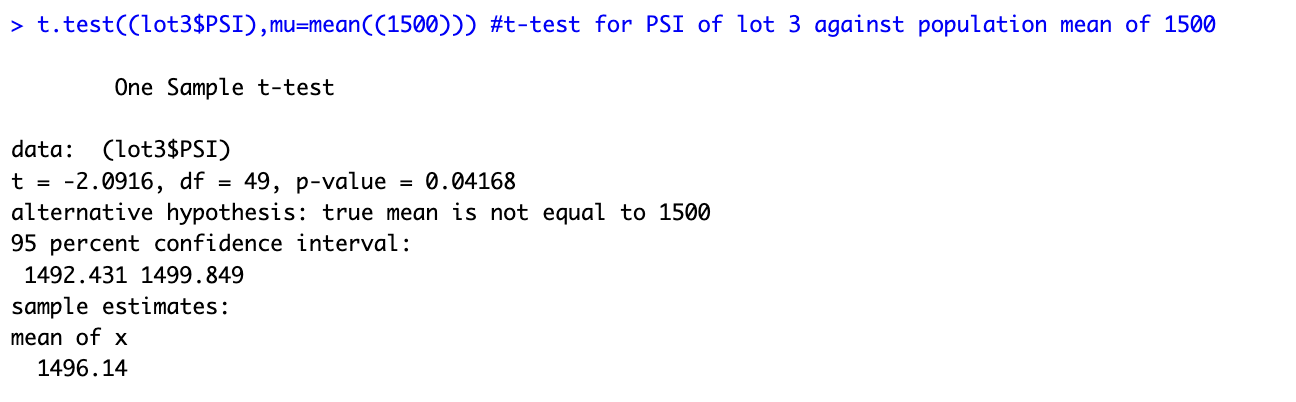 > t.test((lot3$PSI),mu=mean((1500))) #t-test for PSI of lot 3 against population mean of 1500
One Sample t-test
data:  (lot3$PSI)
t = -2.0916, df = 49, p-value = 0.04168
alternative hypothesis: true mean is not equal to 1500
95 percent confidence interval:
1492.431 1499.849
sample estimates:
mean of x
1496.14